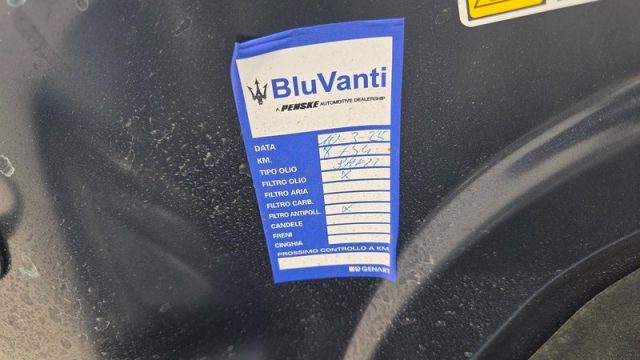 BluVanti
A PENSKE AUTOMOTIVE DEALERSHIP
DATA
KM.
TIPO OLIO
FILTRO OLIO X
FILTRO ARIA
FILTRO CARB.
FILTRO ANTIPOLL. X
CANDELE
FRENI
CINGHIA
PROSSIMO CONTROLLO A KM.
GENART